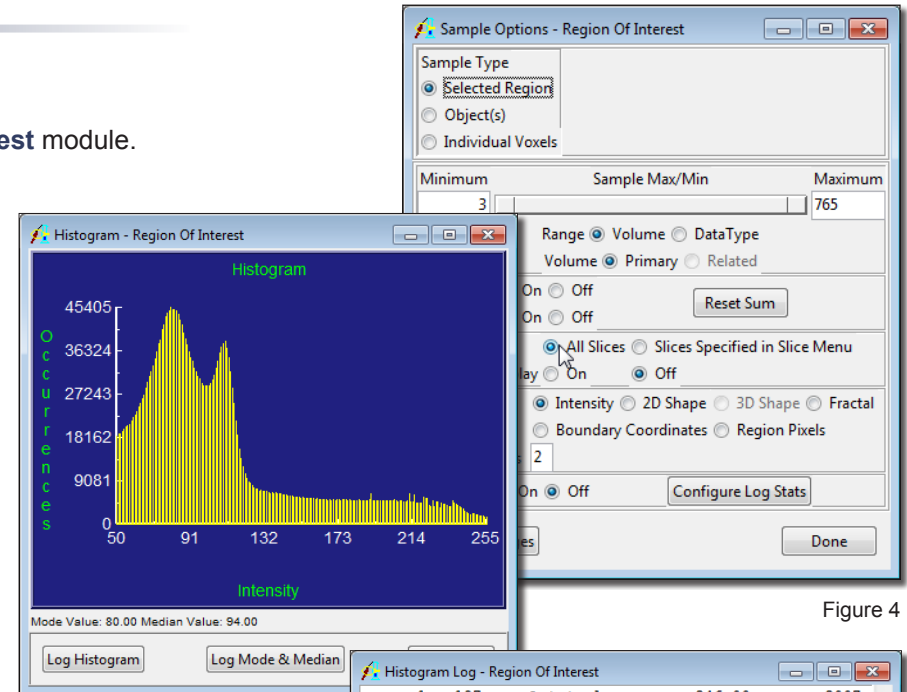 est module.
Sample Options - Region Of Interest
Sample Type
Selected Region
Object(s)
Individual Voxels
Minimum Sample Max/Min Maximum
3 765
Range Volume DataType
Volume Primary Related
On Off
On Off
Reset Sum
All Slices Slices Specified in Slice Menu
lay On Off
Intensity 2D Shape 3D Shape Fractal
Boundary Coordinates Region Pixels
2
On Off Configure Log Stats
Done
Figure 4
Histogram - Region Of Interest
Histogram
Occurrences
45405
36324
27243
18162
9081
0
50 91 132 173 214 255
Intensity
Mode Value: 80.00 Median Value: 94.00
Log Histogram Log Mode & Median
Histogram Log - Region Of Interest